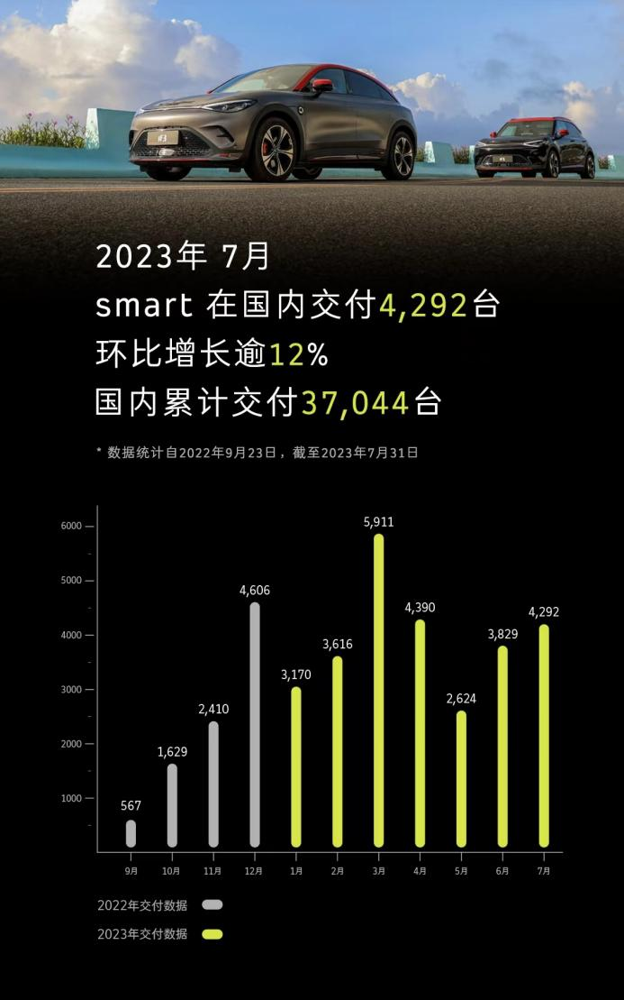 2023年 7月
smart 在国内交付4,292台
环比增长逾12%
国内累计交付37,044台
* 数据统计自2022年9月23日，截至2023年7月31日
6000
5000
4000
3000
2000
1000
567
1,629
2,410
4,606
3,170
3,616
5,911
4,390
2,624
3,829
4,292
9月 10月 11月 12月 1月 2月 3月 4月 5月 6月 7月
2022年交付数据
2023年交付数据